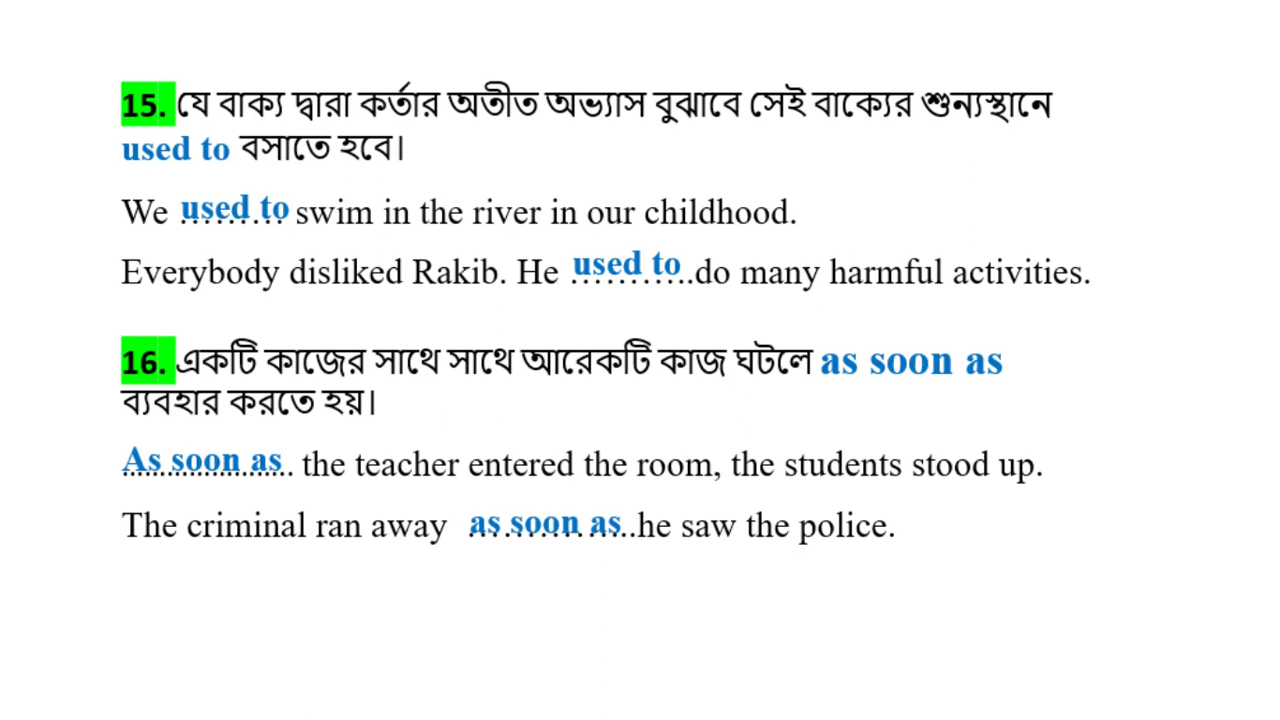 15. যে বাক্য দ্বারা কর্তার অতীত অভ্যাস বুঝাবে সেই বাক্যের শুন্যস্থানে
used to বসাতে হবে।
We used to swim in the river in our childhood.
Everybody disliked Rakib. He used to..do many harmful activities.
16. একটি কাজের সাথে সাথে আরেকটি কাজ ঘটলে as soon as
ব্যবহার করতে হয়।
As soon as. the teacher entered the room, the students stood up.
The criminal ran away as soon as..he saw the police.